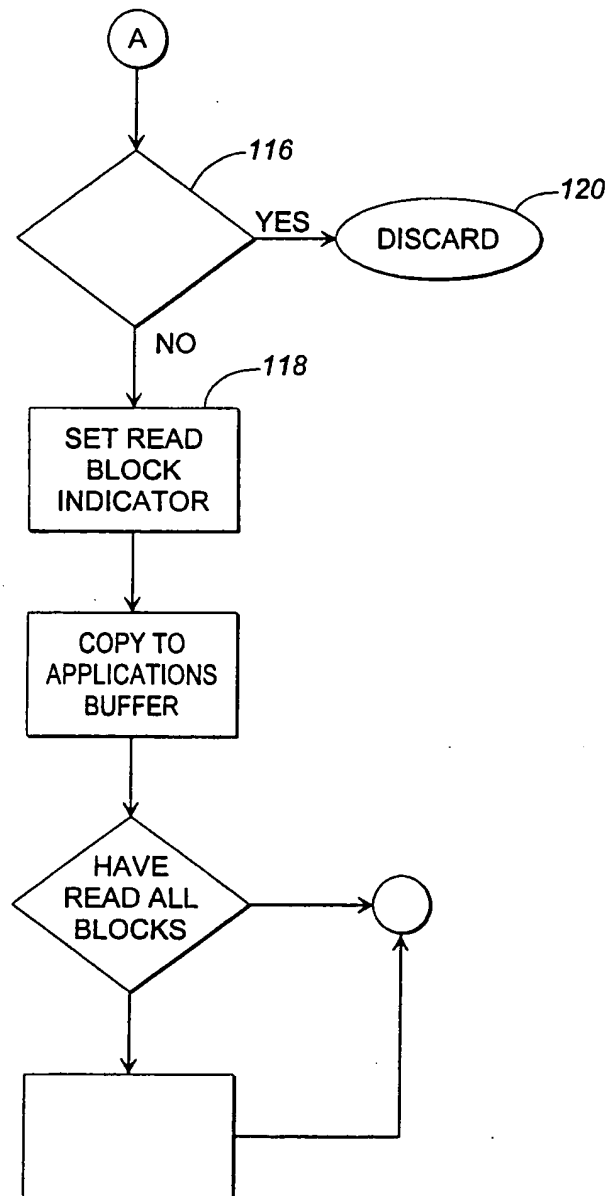 A
116
YES
DISCARD
120
NO
118
SET READ
BLOCK
INDICATOR
COPY TO
APPLICATIONS
BUFFER
HAVE
READ ALL
BLOCKS